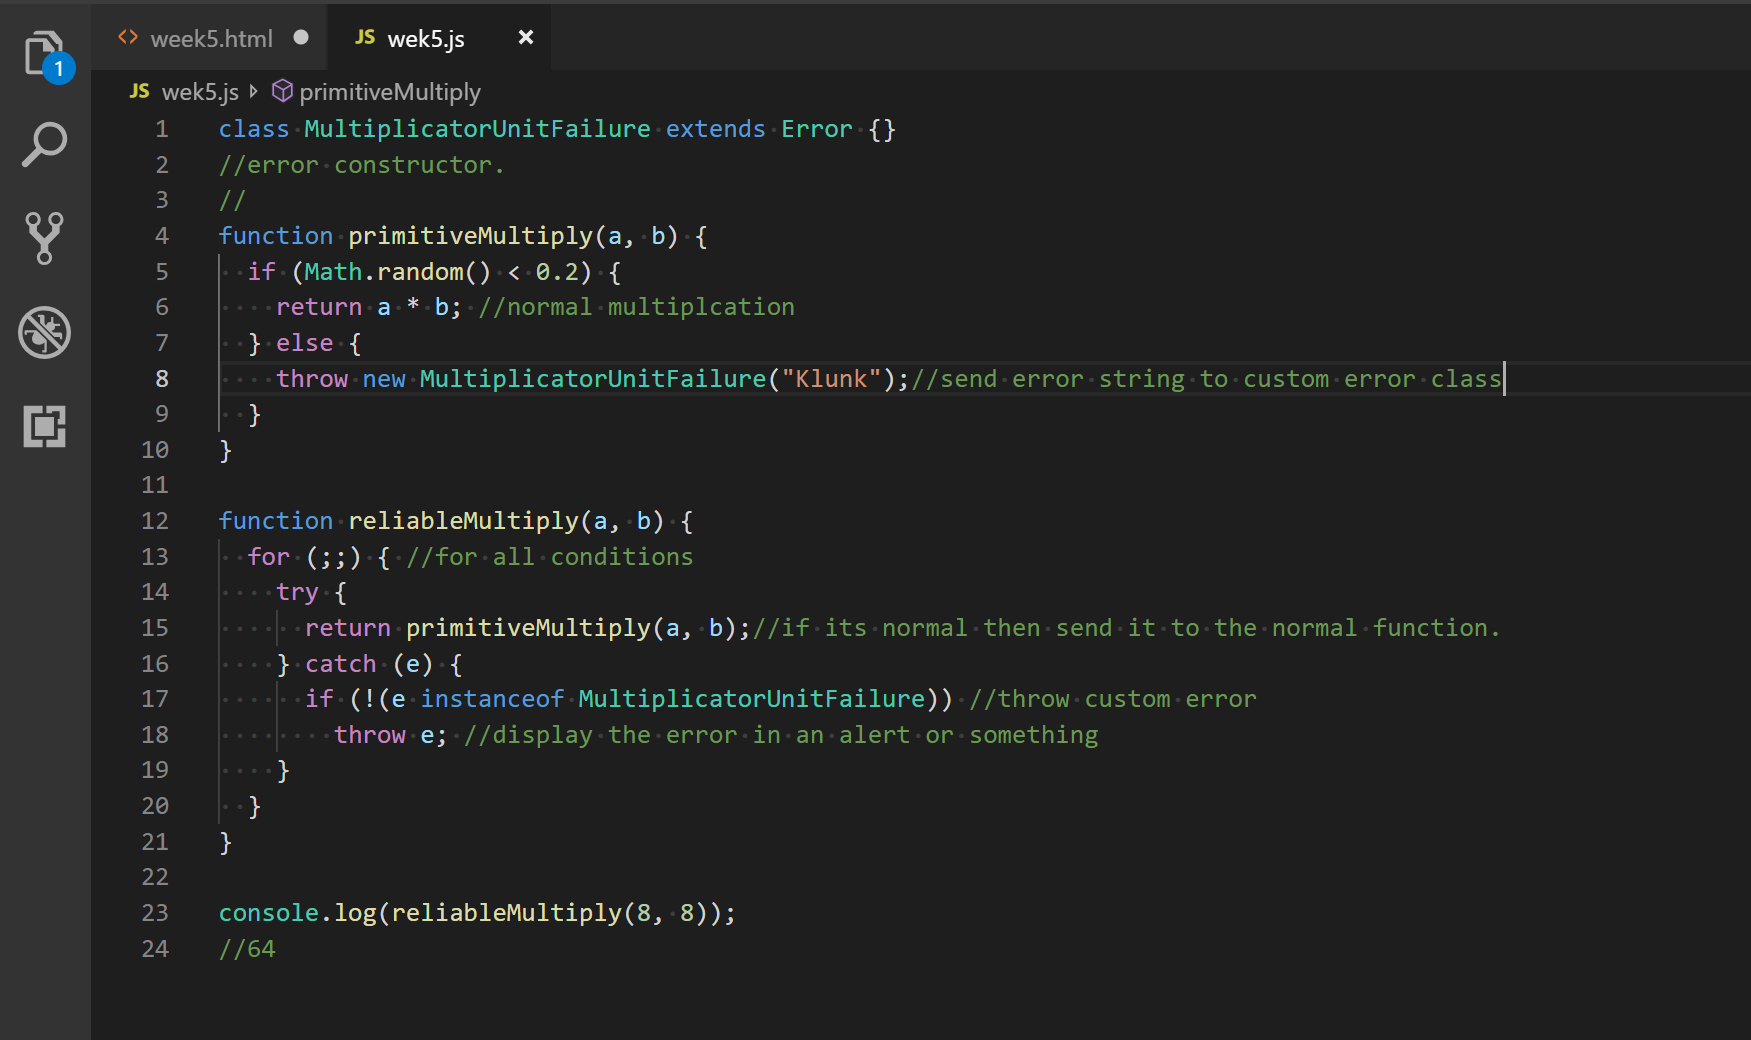 <> week5.html
JS wek5.js ×
1
JS wek5.js primitiveMultiply
1 class MultiplicatorUnitFailure extends Error {}
2 //error constructor.
3 //
4 function primitiveMultiply(a, b) {
5   if (Math.random() < 0.2) {
6     return a * b; //normal multiplcation
7   } else {
8     throw new MultiplicatorUnitFailure("Klunk");//send error string to custom error class
9   }
10 }
11
12 function reliableMultiply(a, b) {
13   for (;;) { //for all conditions
14     try {
15       return primitiveMultiply(a, b);//if its normal then send it to the normal function.
16     } catch (e) {
17       if (!(e instanceof MultiplicatorUnitFailure)) //throw custom error
18         throw e; //display the error in an alert or something
19     }
20   }
21 }
22
23 console.log(reliableMultiply(8, 8));
24 //64